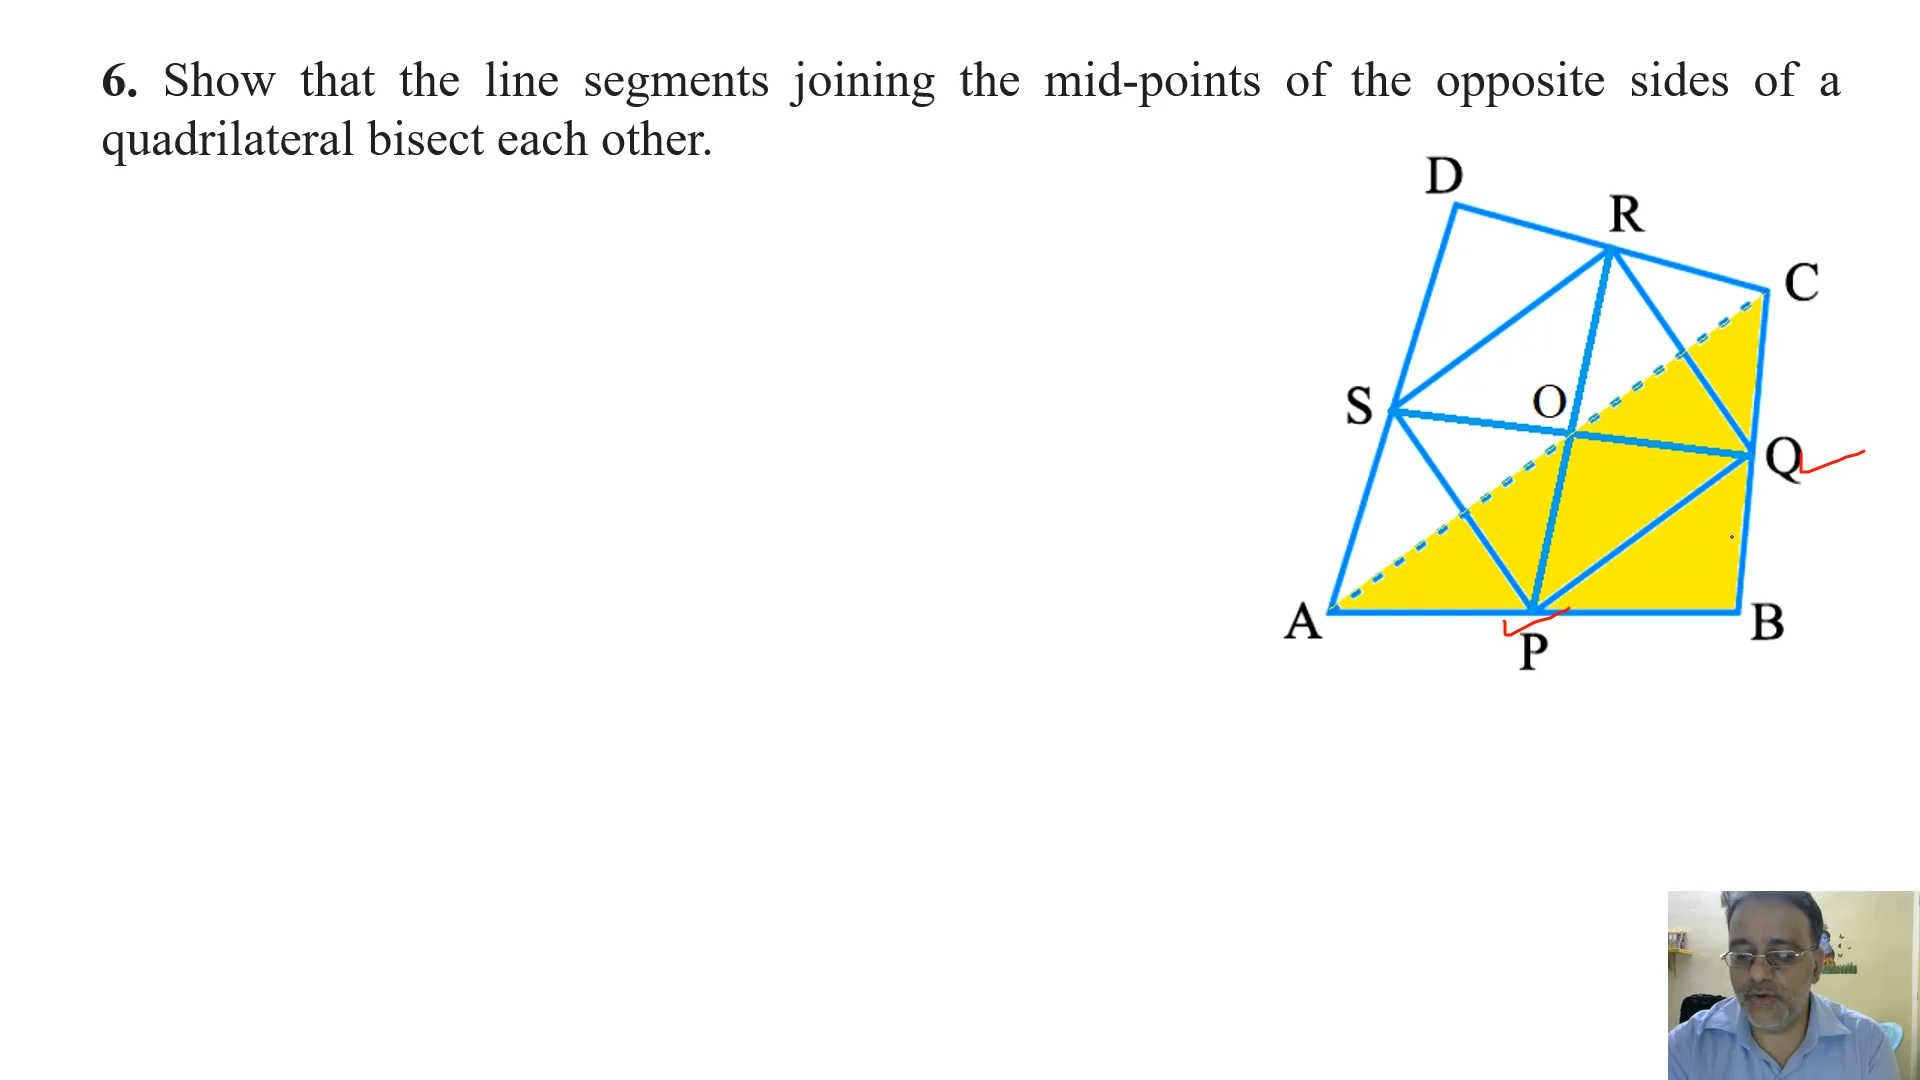 6. Show that the line segments joining the mid-points of the opposite sides of a
quadrilateral bisect each other.
D
R
C
S
O
Q
A
B
P